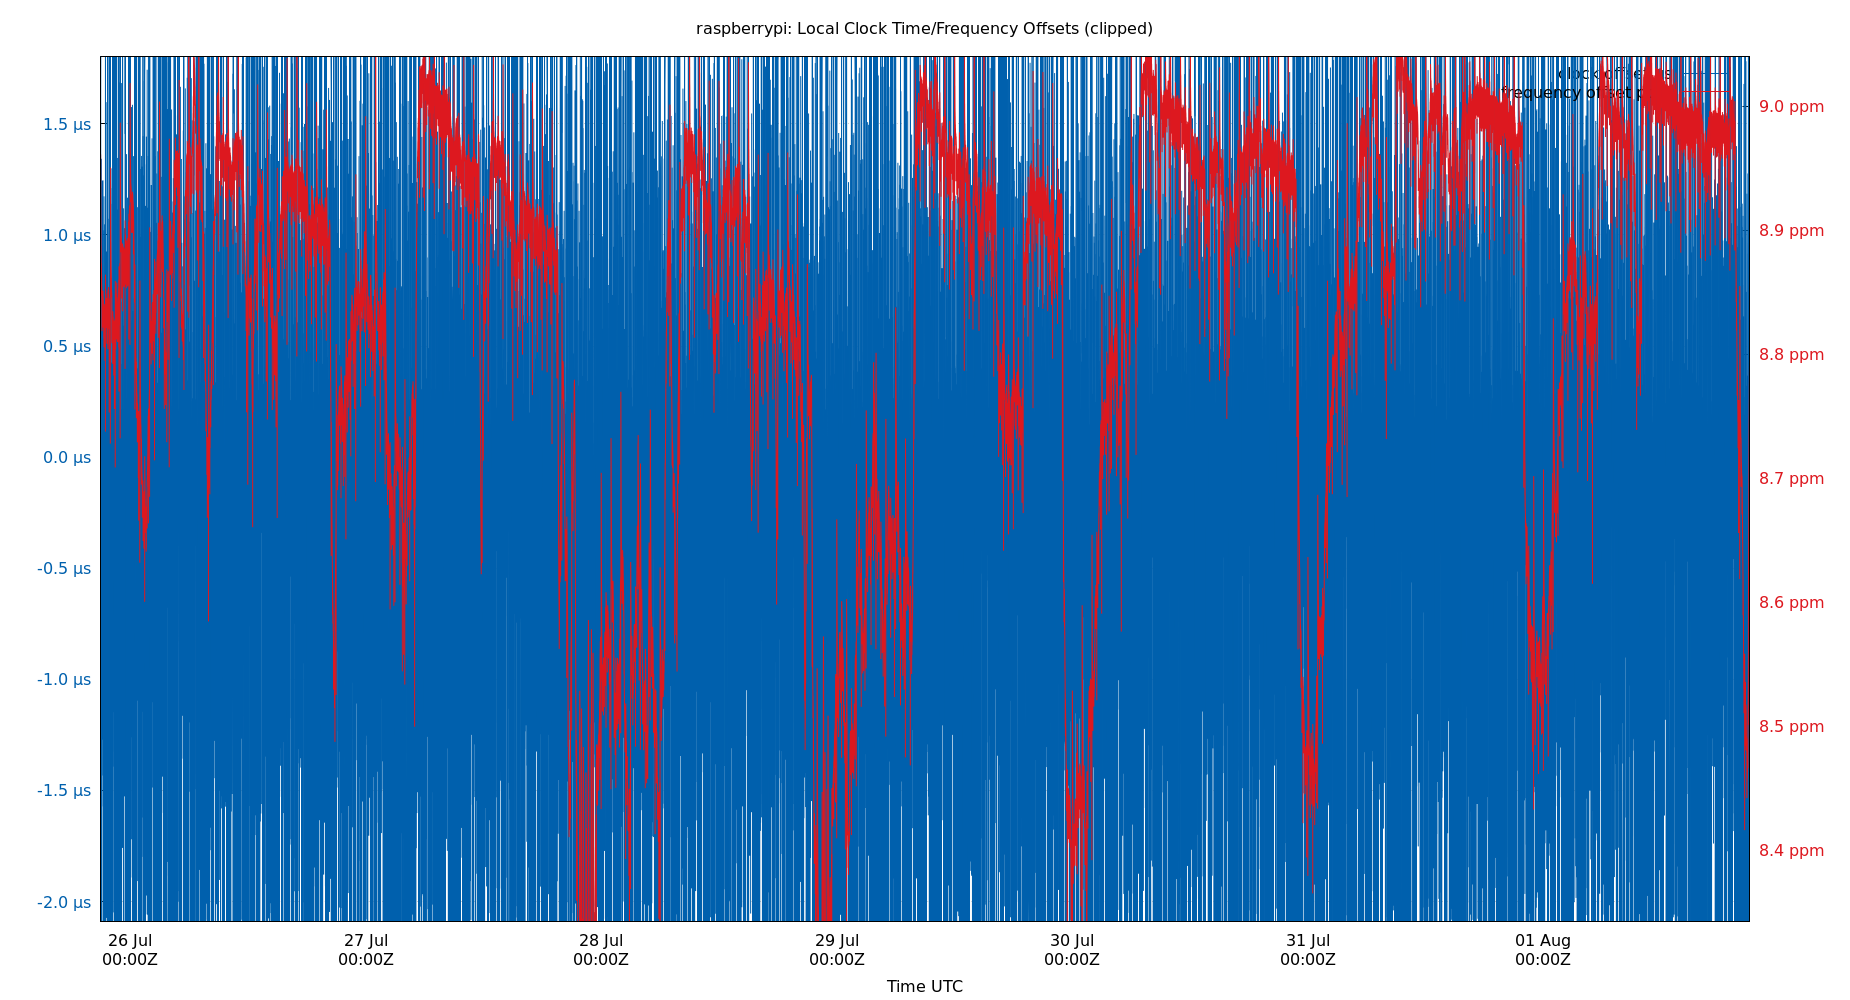 raspberrypi: Local Clock Time/Frequency Offsets (clipped)
clock offset
frequency offset
1.5 μs
1.0 μs
0.5 μs
0.0 μs
-0.5 μs
-1.0 μs
-1.5 μs
-2.0 μs
9.0 ppm
8.9 ppm
8.8 ppm
8.7 ppm
8.6 ppm
8.5 ppm
8.4 ppm
26 Jul 27 Jul 28 Jul 29 Jul 30 Jul 31 Jul 01 Aug
00:00Z 00:00Z 00:00Z 00:00Z 00:00Z 00:00Z 00:00Z
Time UTC